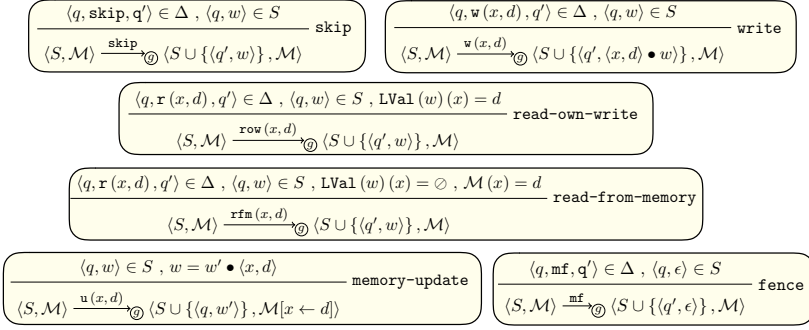 ⟨q, skip, q′⟩ ∈ Δ , ⟨q, w⟩ ∈ S
skip
⟨S, ℳ⟩ —skip→ⓖ ⟨S ∪ {⟨q′, w⟩} , ℳ⟩
⟨q, w (x, d) , q′⟩ ∈ Δ , ⟨q, w⟩ ∈ S
write
⟨S, ℳ⟩ —w (x, d)→ⓖ ⟨S ∪ {⟨q′, ⟨x, d⟩ • w⟩} , ℳ⟩
⟨q, r (x, d) , q′⟩ ∈ Δ , ⟨q, w⟩ ∈ S , LVal (w) (x) = d
read-own-write
⟨S, ℳ⟩ —row (x, d)→ⓖ ⟨S ∪ {⟨q′, w⟩} , ℳ⟩
⟨q, r (x, d) , q′⟩ ∈ Δ , ⟨q, w⟩ ∈ S , LVal (w) (x) = ⊘ , ℳ (x) = d
read-from-memory
⟨S, ℳ⟩ —rfm (x, d)→ⓖ ⟨S ∪ {⟨q′, w⟩} , ℳ⟩
⟨q, w⟩ ∈ S , w = w′ • ⟨x, d⟩
memory-update
⟨S, ℳ⟩ —u (x, d)→ⓖ ⟨S ∪ {⟨q, w′⟩} , ℳ[x ← d]⟩
⟨q, mf, q′⟩ ∈ Δ , ⟨q, ϵ⟩ ∈ S
fence
⟨S, ℳ⟩ —mf→ⓖ ⟨S ∪ {⟨q′, ϵ⟩} , ℳ⟩